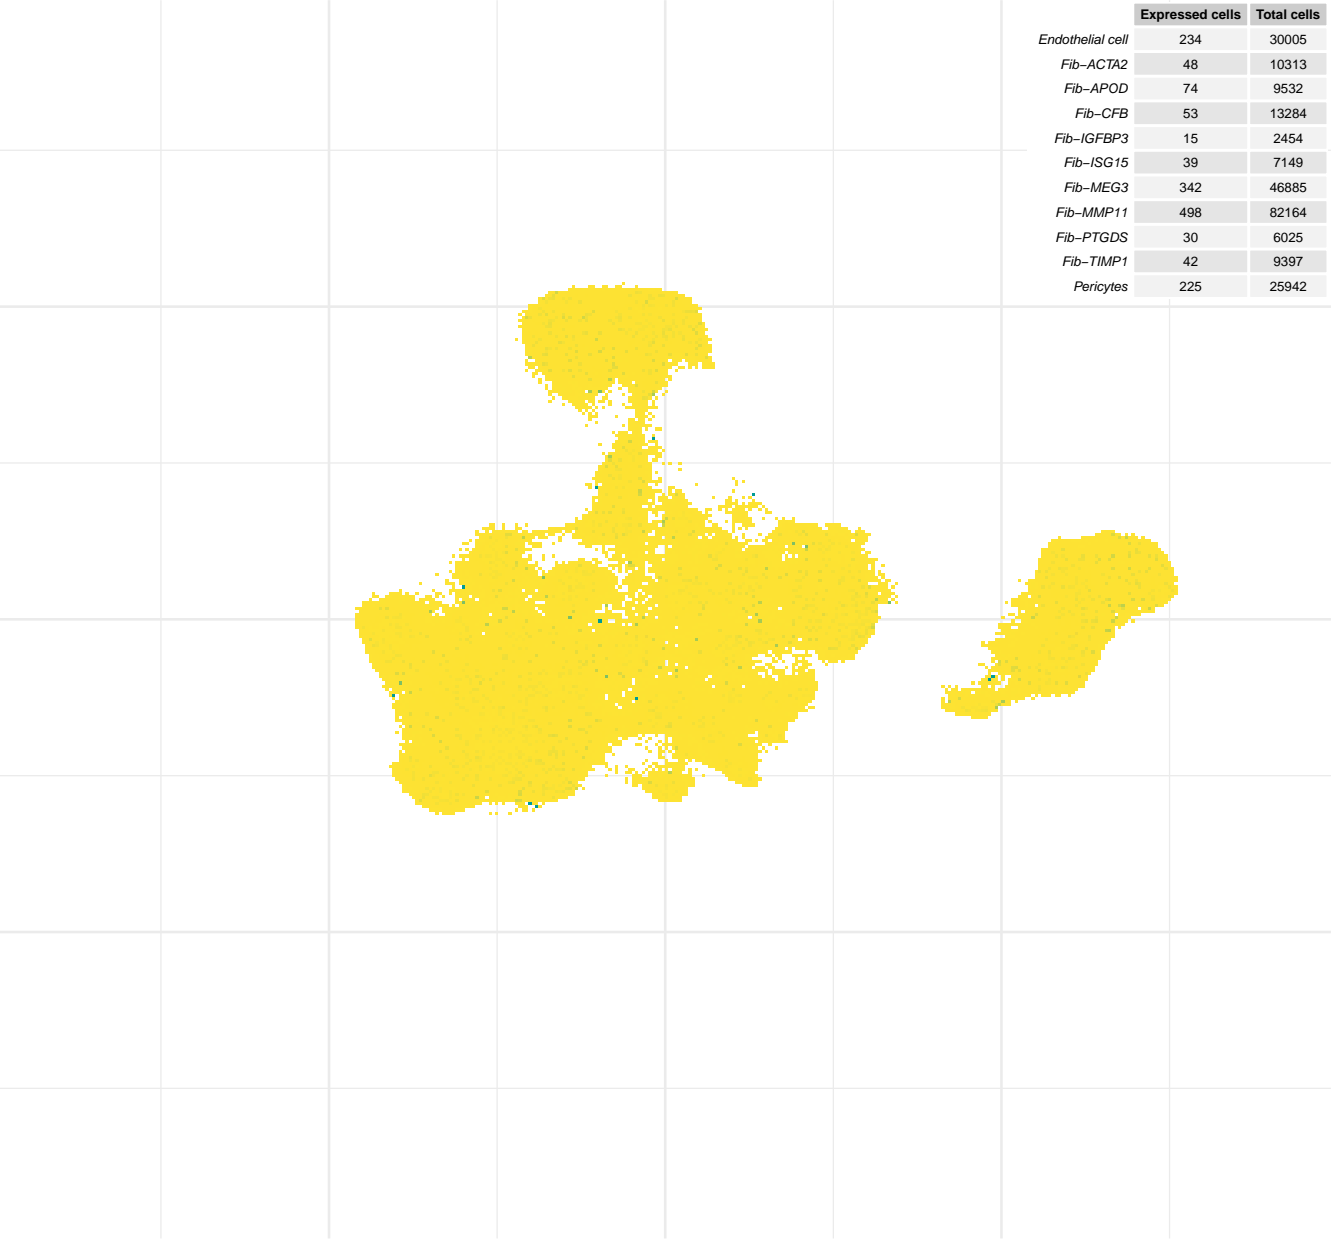 Expressed cells Total cells
Endothelial cell 234 30005
Fib−ACTA2 48 10313
Fib−APOD 74 9532
Fib−CFB 53 13284
Fib−IGFBP3 15 2454
Fib−ISG15 39 7149
Fib−MEG3 342 46885
Fib−MMP11 498 82164
Fib−PTGDS 30 6025
Fib−TIMP1 42 9397
Pericytes 225 25942